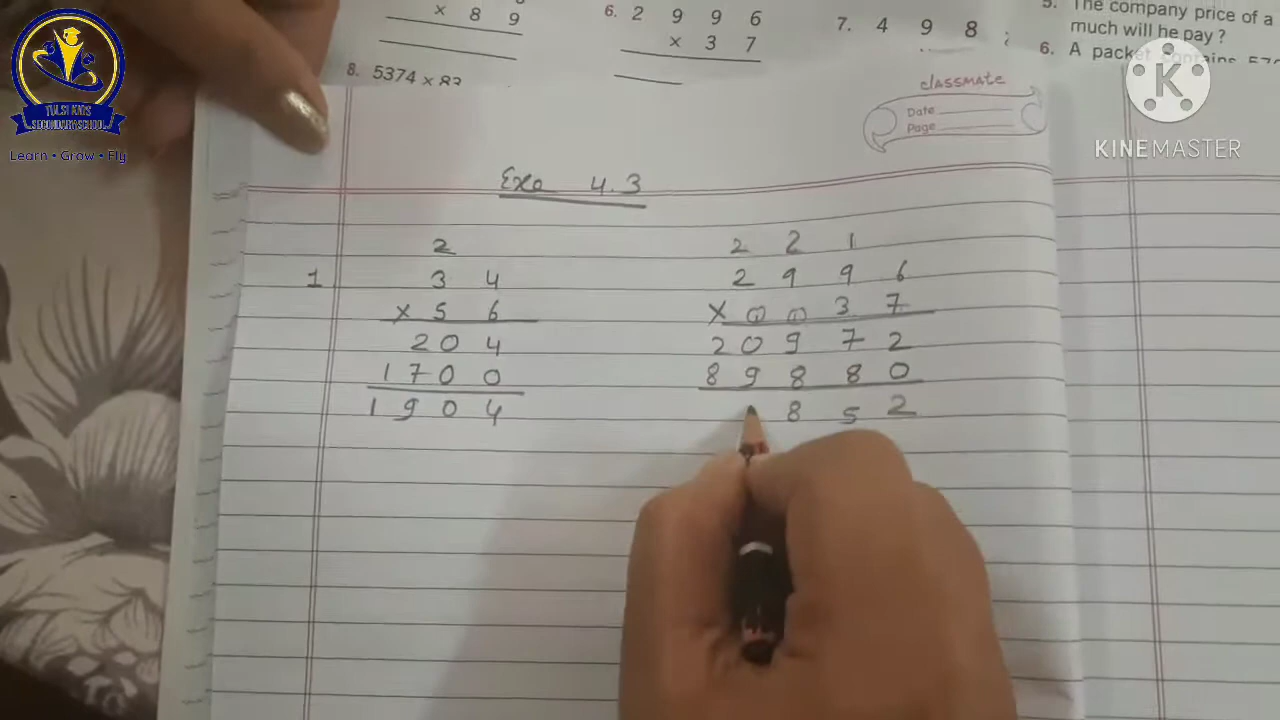 × 8 9
6. 2 9 9 6
× 3 7
7. 4 9 8
5. The company price of a
much will he pay ?
6. A packet contains 576
8. 5374 × 83
TULSI KIDS
SECONDARY SCHOOL
Learn • Grow • Fly
classmate
Date
Page
K
KINEMASTER
Exe 4.3
2
1 3 4
× 5 6
2 0 4
1 7 0 0
1 9 0 4
2 2 1
2 9 9 6
× 0 0 3 7
2 0 9 7 2
8 9 8 8 0
8 5 2